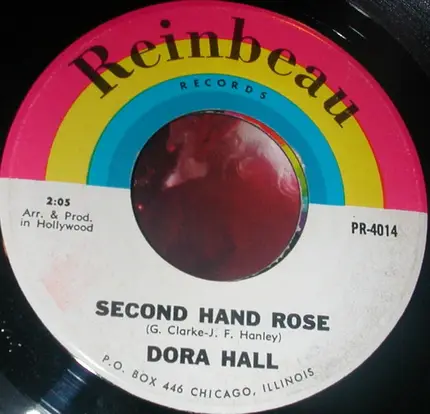 Reinbeau
RECORDS
2:05
Arr. & Prod.
in Hollywood
PR-4014
SECOND HAND ROSE
(G. Clarke-J. F. Hanley)
DORA HALL
P.O. BOX 446 CHICAGO, ILLINOIS